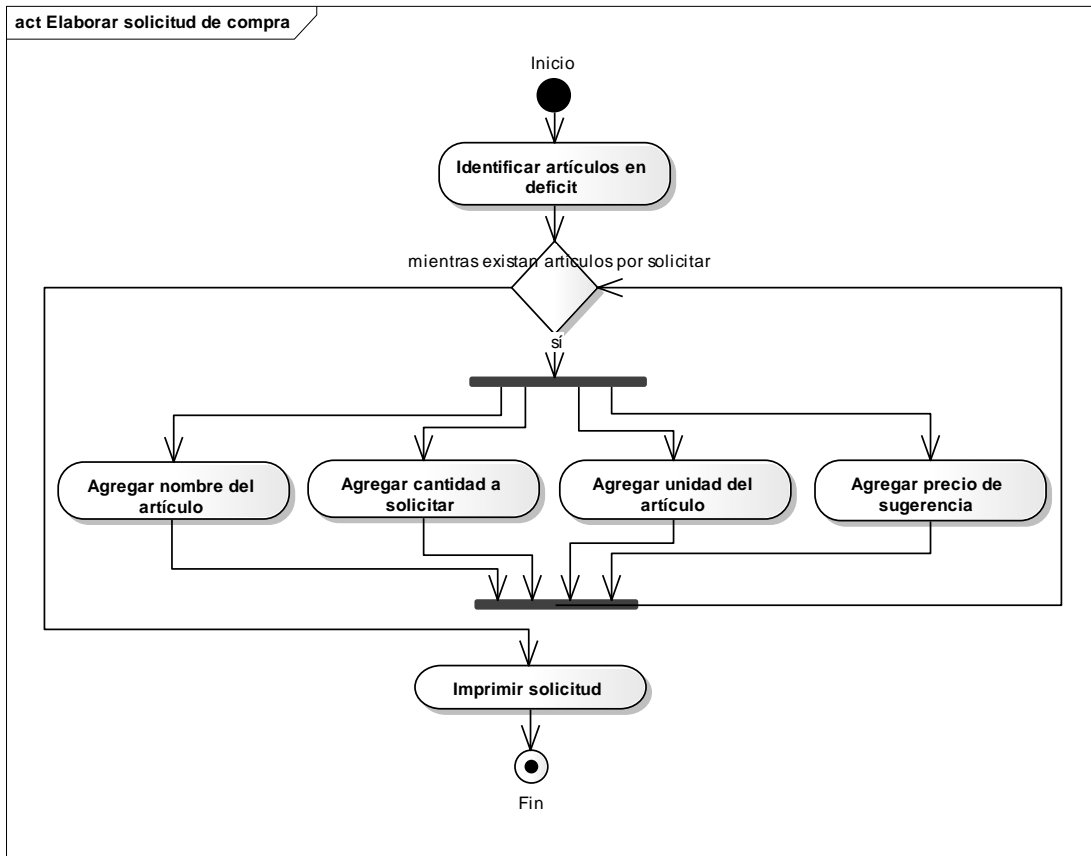 act Elaborar solicitud de compra
Inicio
Identificar artículos en
deficit
mientras existan artículos por solicitar
sí
Agregar nombre del
artículo
Agregar cantidad a
solicitar
Agregar unidad del
artículo
Agregar precio de
sugerencia
Imprimir solicitud
Fin